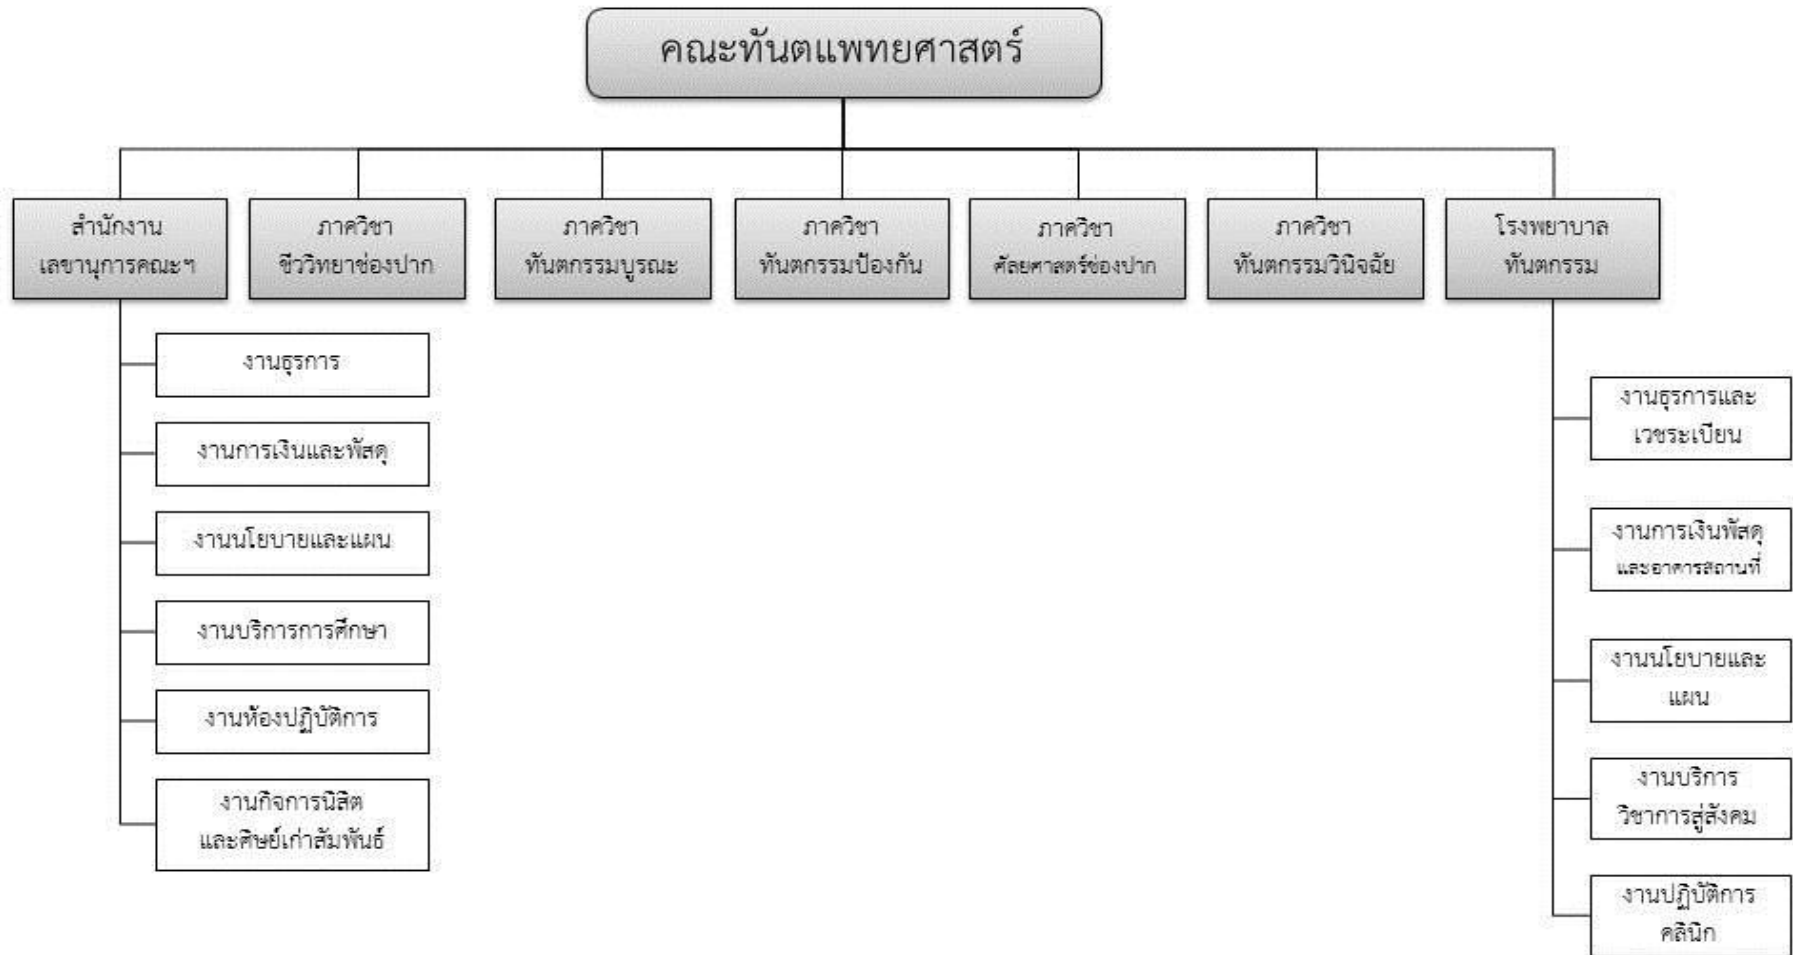 คณะทันตแพทยศาสตร์
สำนักงาน
เลขานุการคณะฯ
ภาควิชา
ชีววิทยาช่องปาก
ภาควิชา
ทันตกรรมบูรณะ
ภาควิชา
ทันตกรรมป้องกัน
ภาควิชา
ศัลยศาสตร์ช่องปาก
ภาควิชา
ทันตกรรมวินิจฉัย
โรงพยาบาล
ทันตกรรม
งานธุรการ
งานการเงินและพัสดุ
งานนโยบายและแผน
งานบริการการศึกษา
งานห้องปฏิบัติการ
งานกิจการนิสิต
และศิษย์เก่าสัมพันธ์
งานธุรการและ
เวชระเบียน
งานการเงินพัสดุ
และอาคารสถานที่
งานนโยบายและ
แผน
งานบริการ
วิชาการสู่สังคม
งานปฏิบัติการ
คลินิก